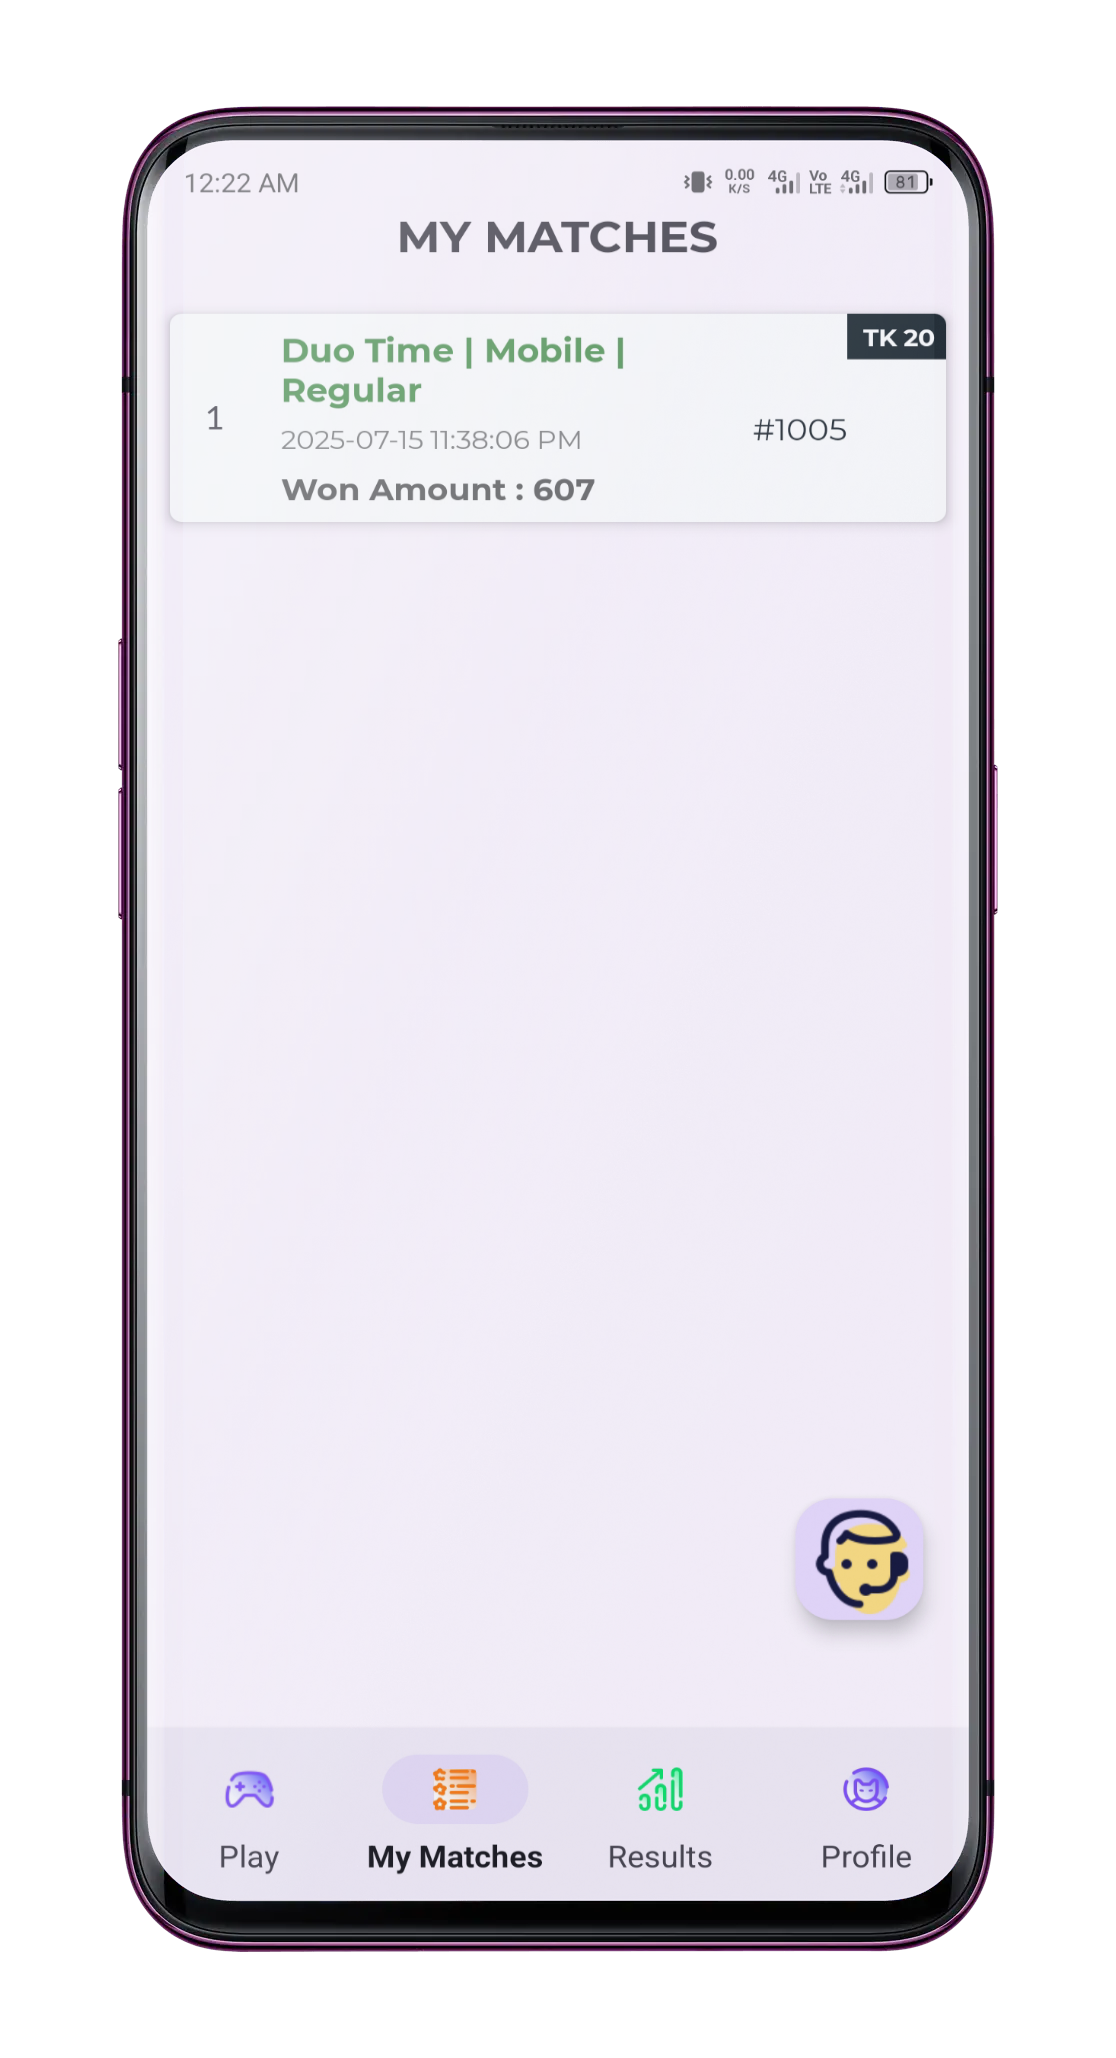 12:22 AM
0.00
K/S
4G
Vo
LTE
4G
81
MY MATCHES
TK 20
Duo Time | Mobile |
Regular
1
#1005
2025-07-15 11:38:06 PM
Won Amount : 607
Play
My Matches
Results
Profile